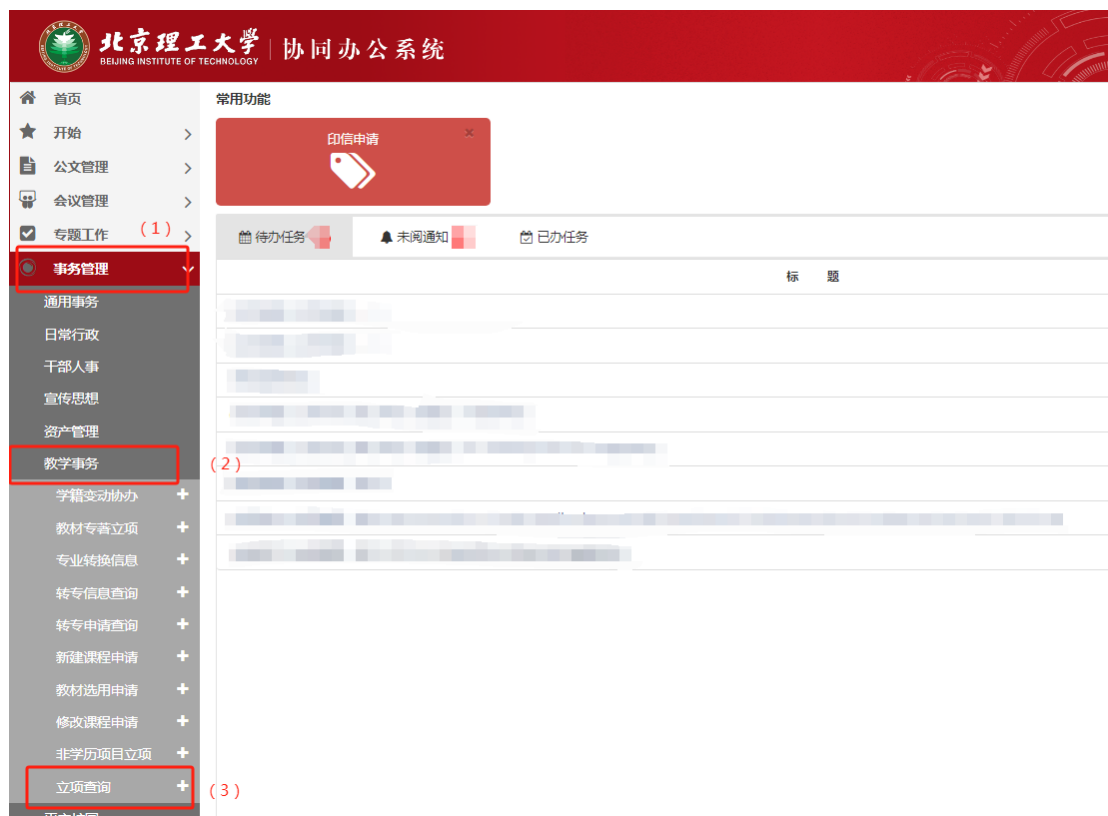 北京理工大学 协同办公系统
BEIJING INSTITUTE OF TECHNOLOGY
首页
常用功能
开始
印信申请
公文管理
会议管理
专题工作 (1)
待办任务 未阅通知 已办任务
事务管理
标 题
通用事务
日常行政
干部人事
宣传思想
资产管理
教学事务 (2)
学籍变动协办
教材专著立项
专业转换信息
转专信息查询
转专申请查询
新建课程申请
教材选用申请
修改课程申请
非学历项目立项
立项查询 (3)